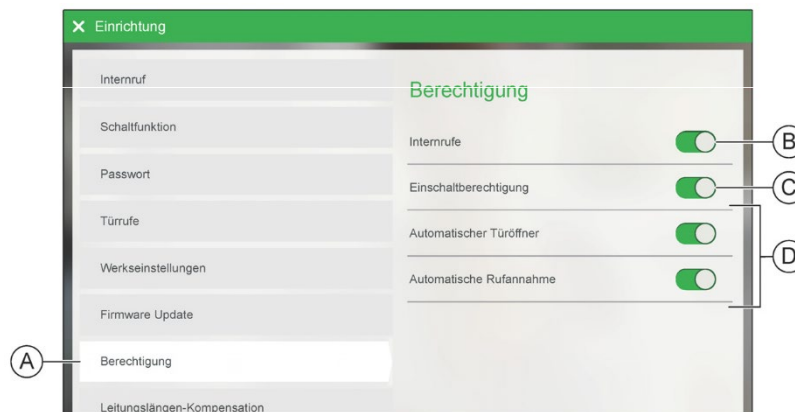 ✕ Einrichtung
Internruf
Schaltfunktion
Passwort
Türrufe
Werkseinstellungen
Firmware Update
Berechtigung
Leitungslängen-Kompensation
Berechtigung
Internrufe
Einschaltberechtigung
Automatischer Türöffner
Automatische Rufannahme
A
B
C
D